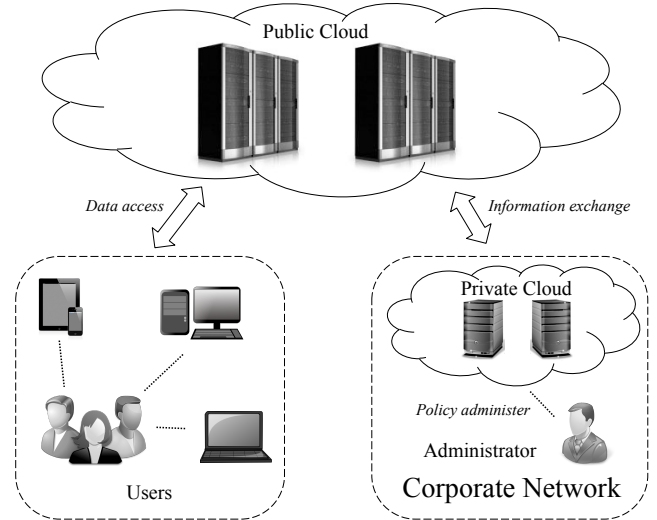 Public Cloud
Data access
Information exchange
Private Cloud
Policy administer
Administrator
Users
Corporate Network